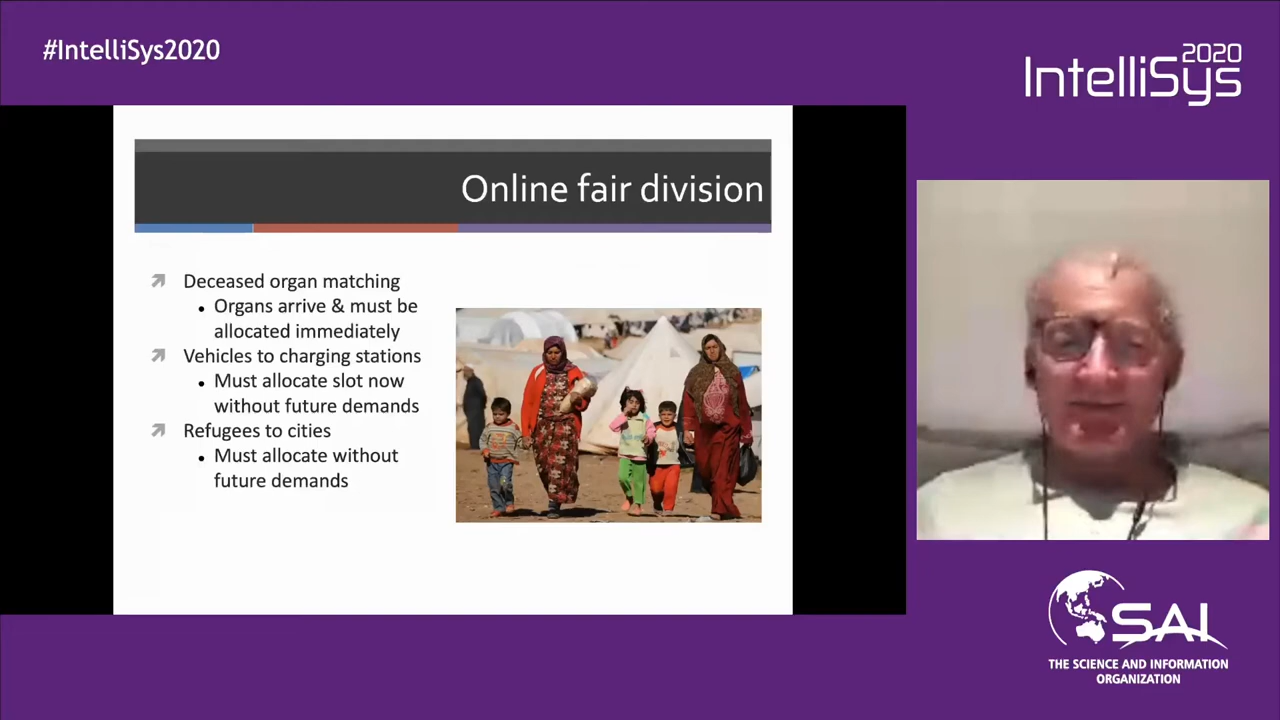 #IntelliSys2020
2020
IntelliSys
Online fair division
Deceased organ matching
• Organs arrive & must be
allocated immediately
Vehicles to charging stations
• Must allocate slot now
without future demands
Refugees to cities
• Must allocate without
future demands
SAI
THE SCIENCE AND INFORMATION
ORGANIZATION